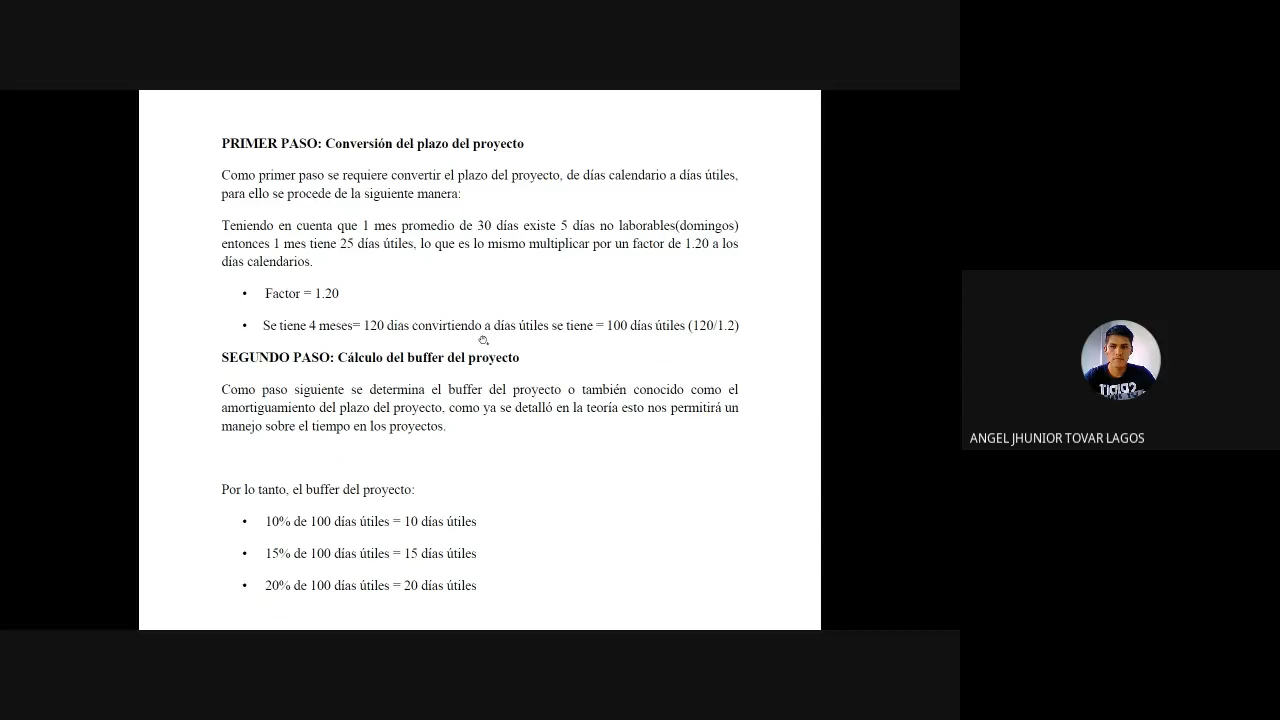 PRIMER PASO: Conversión del plazo del proyecto
Como primer paso se requiere convertir el plazo del proyecto, de días calendario a días útiles,
para ello se procede de la siguiente manera:
Teniendo en cuenta que 1 mes promedio de 30 días existe 5 días no laborables(domingos)
entonces 1 mes tiene 25 días útiles, lo que es lo mismo multiplicar por un factor de 1.20 a los
días calendarios.
• Factor = 1.20
• Se tiene 4 meses= 120 dias convirtiendo a días útiles se tiene = 100 días útiles (120/1.2)
SEGUNDO PASO: Cálculo del buffer del proyecto
Como paso siguiente se determina el buffer del proyecto o también conocido como el
amortiguamiento del plazo del proyecto, como ya se detalló en la teoría esto nos permitirá un
manejo sobre el tiempo en los proyectos.
Por lo tanto, el buffer del proyecto:
• 10% de 100 días útiles = 10 días útiles
• 15% de 100 días útiles = 15 días útiles
• 20% de 100 días útiles = 20 días útiles
ANGEL JHUNIOR TOVAR LAGOS